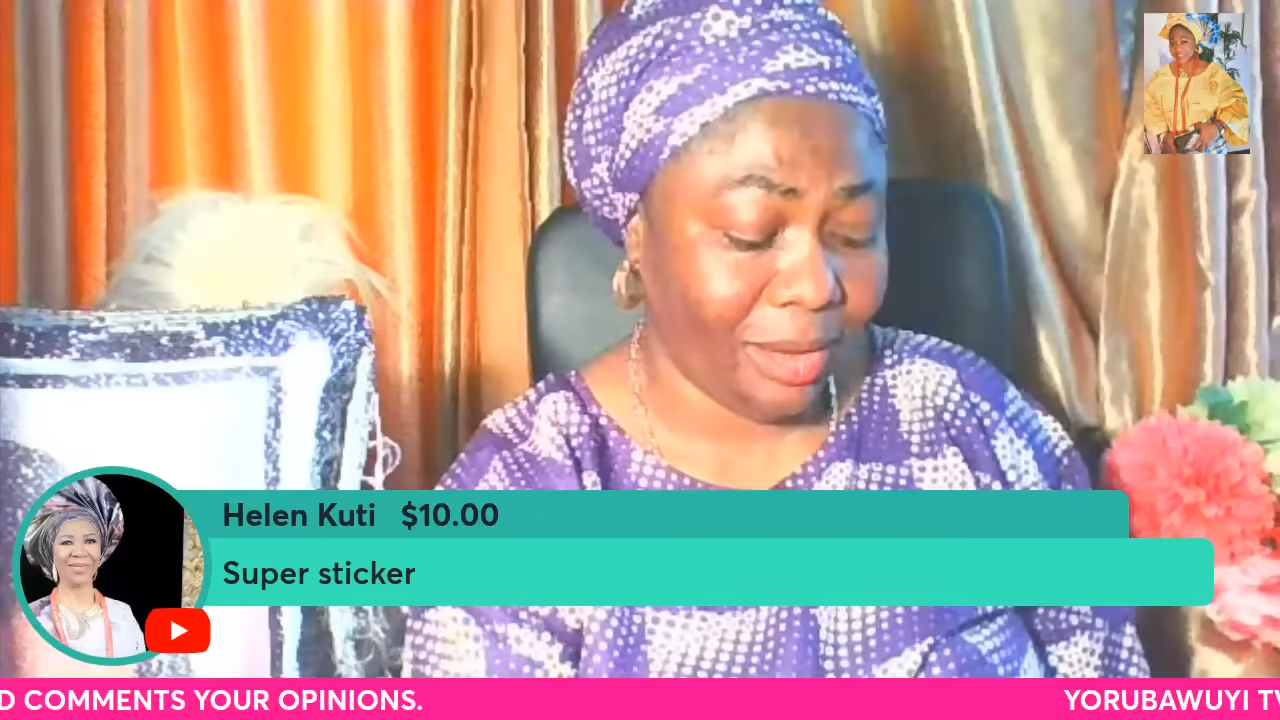 Helen Kuti $10.00
Super sticker
D COMMENTS YOUR OPINIONS.
YORUBAWUYI TV